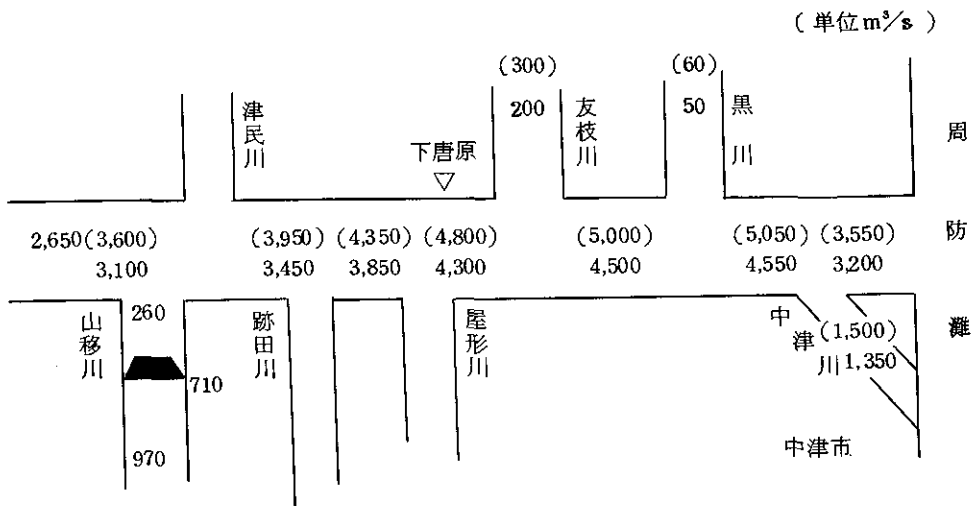 (単位m³/s)
(300)
(60)
200
50
津民川
下唐原
友枝川
黒川
周防灘
2,650(3,600)
(3,950)
(4,350)
(4,800)
(5,000)
(5,050)
(3,550)
3,100
3,450
3,850
4,300
4,500
4,550
3,200
山移川
260
跡田川
屋形川
中津川
(1,500)
1,350
710
970
中津市